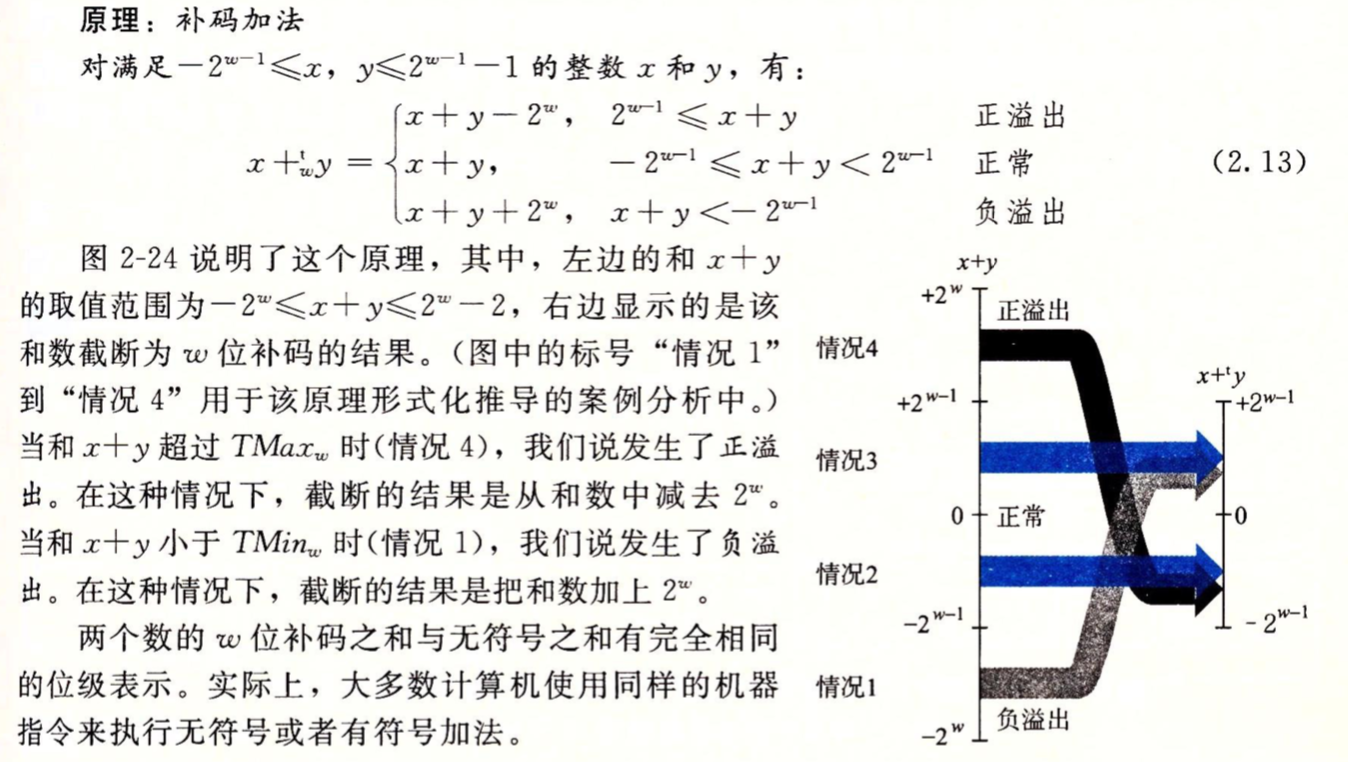 原理：补码加法
对满足－2^{w-1}≤x，y≤2^{w-1}－1 的整数 x 和 y，有：
x＋y－2^w， 2^{w-1}≤x＋y 正溢出
x +^t_w y = { x＋y， －2^{w-1}≤x＋y＜2^{w-1} 正常 (2.13)
x＋y＋2^w， x＋y＜－2^{w-1} 负溢出
图 2-24 说明了这个原理，其中，左边的和 x＋y
的取值范围为－2^w≤x＋y≤2^w－2，右边显示的是该
和数截断为 w 位补码的结果。（图中的标号“情况 1”
到“情况 4”用于该原理形式化推导的案例分析中。）
当和 x＋y 超过 TMax_w 时(情况 4)，我们说发生了正溢
出。在这种情况下，截断的结果是从和数中减去 2^w。
当和 x＋y 小于 TMin_w 时(情况 1)，我们说发生了负溢
出。在这种情况下，截断的结果是把和数加上 2^w。
两个数的 w 位补码之和与无符号之和有完全相同
的位级表示。实际上，大多数计算机使用同样的机器
指令来执行无符号或者有符号加法。
x+y
+2^w
正溢出
情况4
x+^t y
+2^{w-1}
+2^{w-1}
情况3
0
正常
0
情况2
-2^{w-1}
-2^{w-1}
情况1
负溢出
-2^w